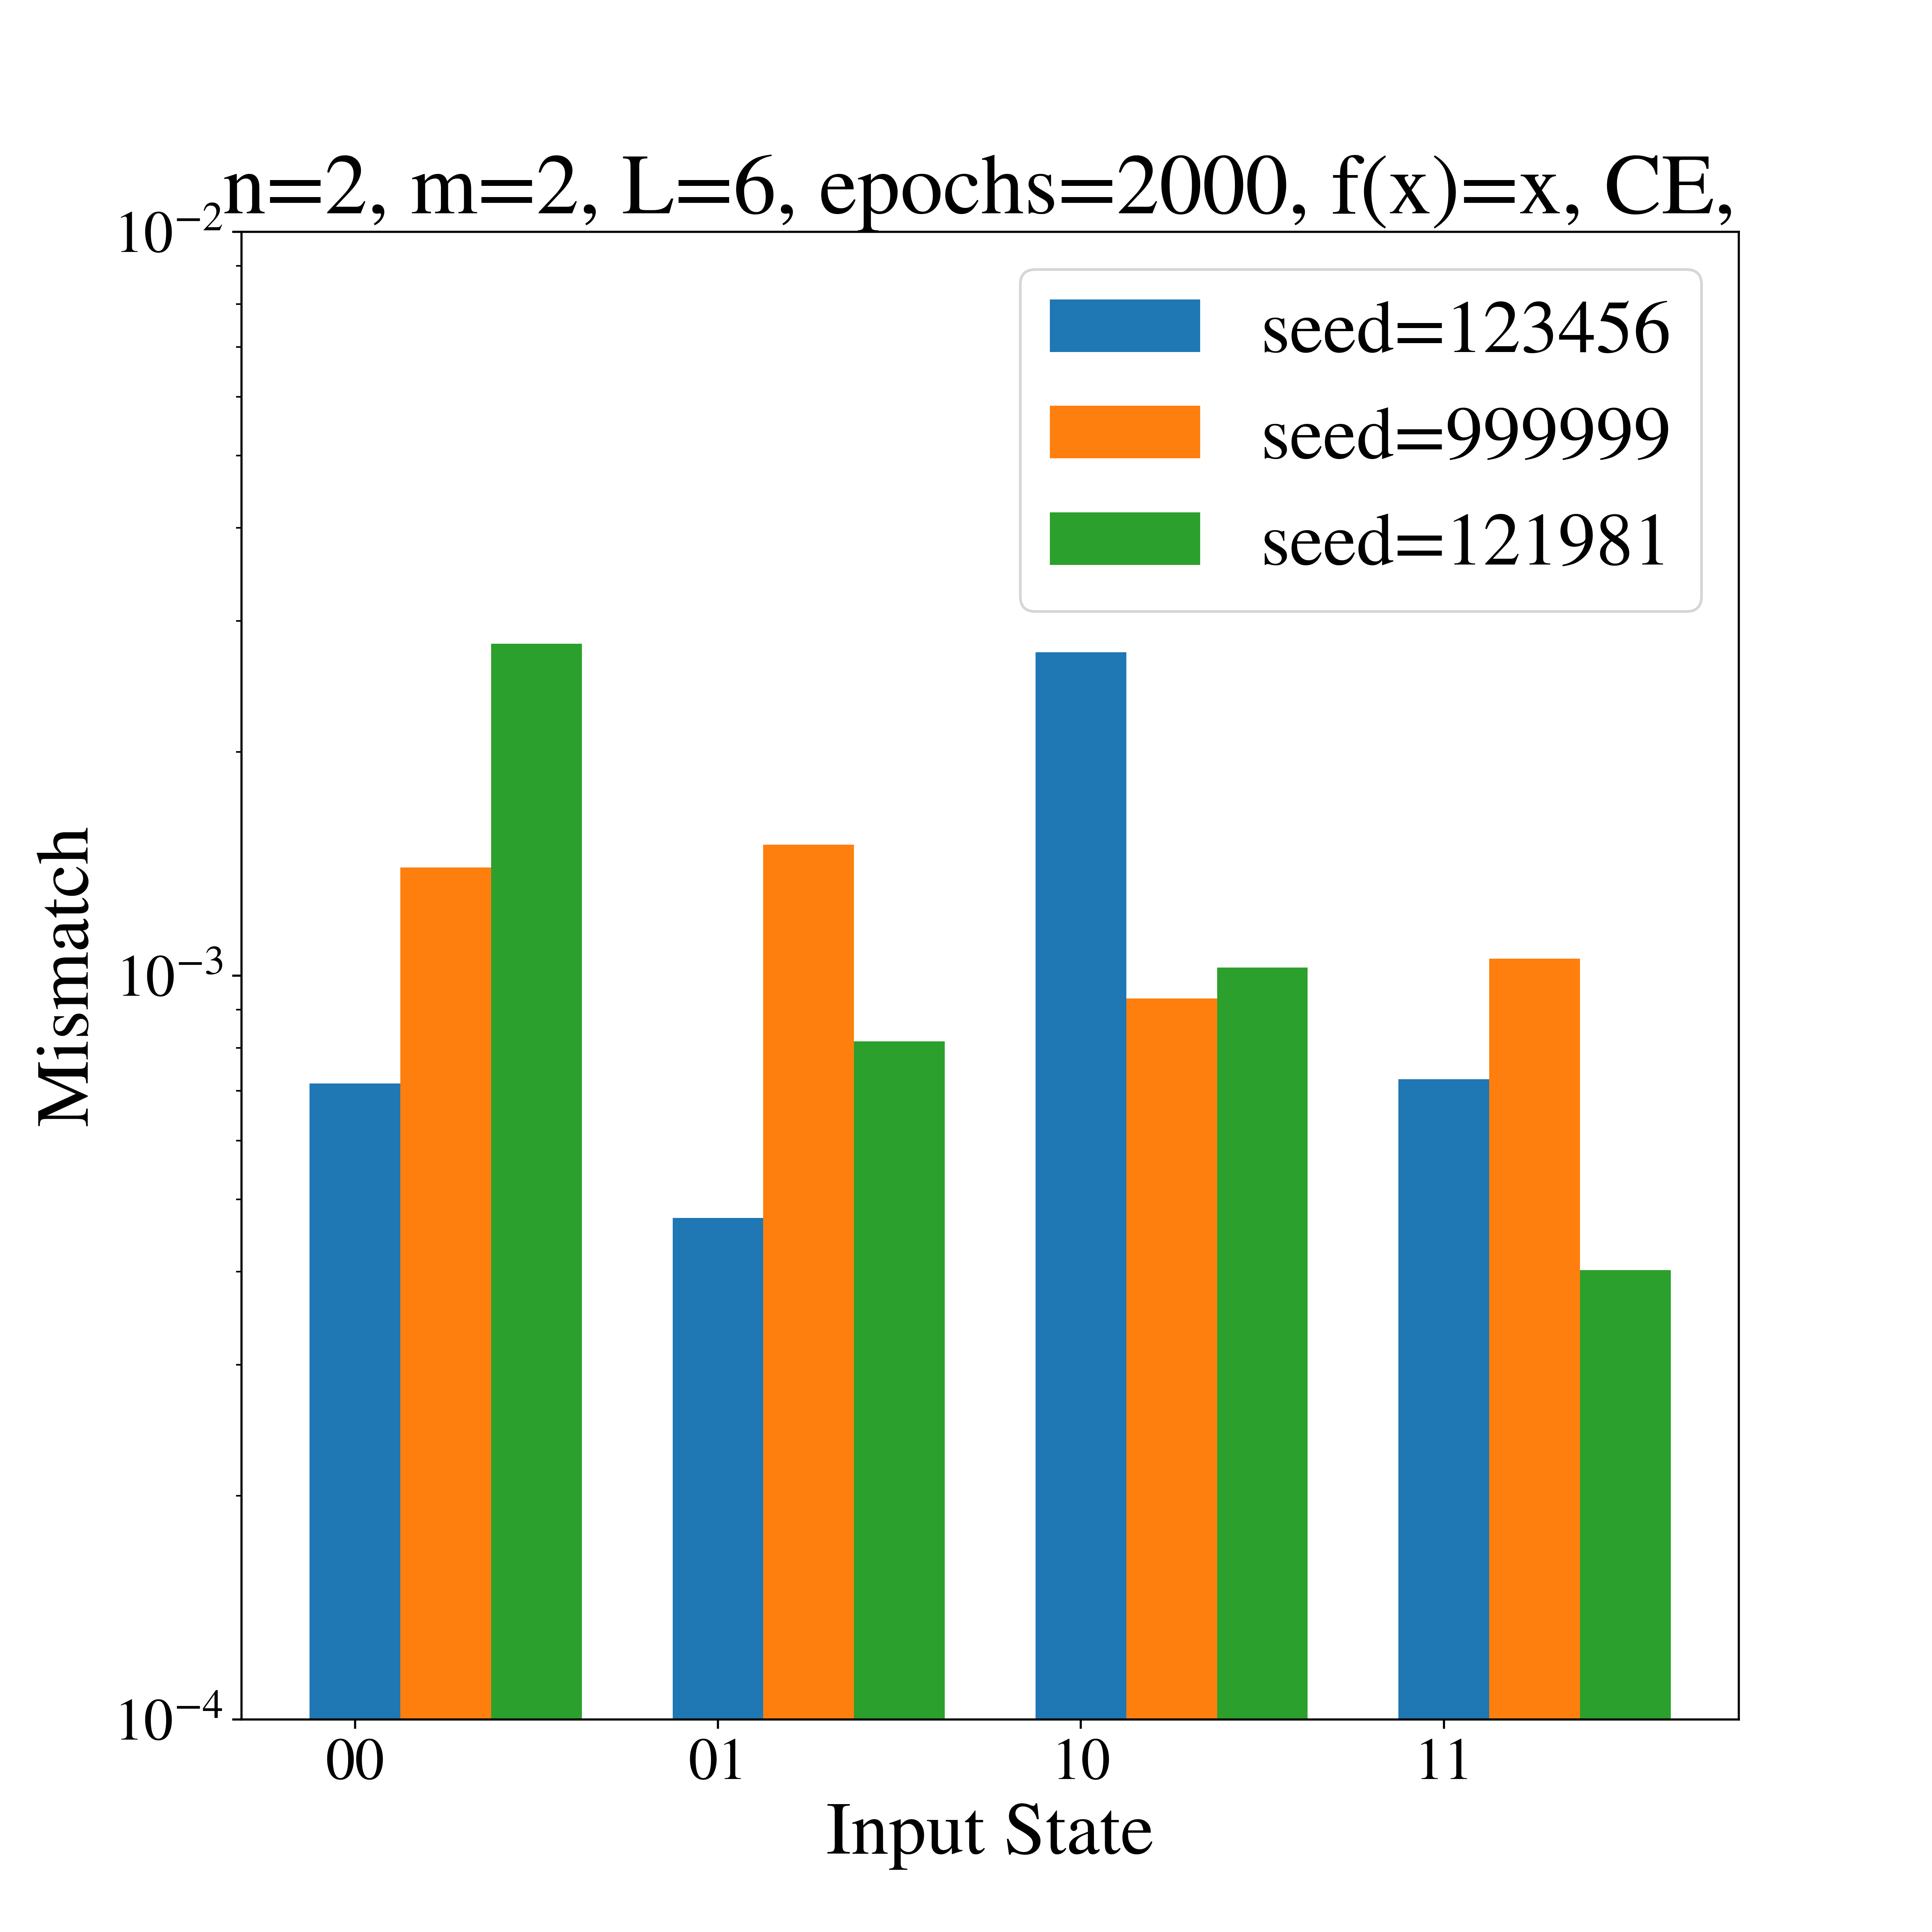 n=2, m=2, L=6, epochs=2000, f(x)=x, CE,
10⁻²
seed=123456
seed=999999
seed=121981
Mismatch
10⁻³
10⁻⁴
00 01 10 11
Input State